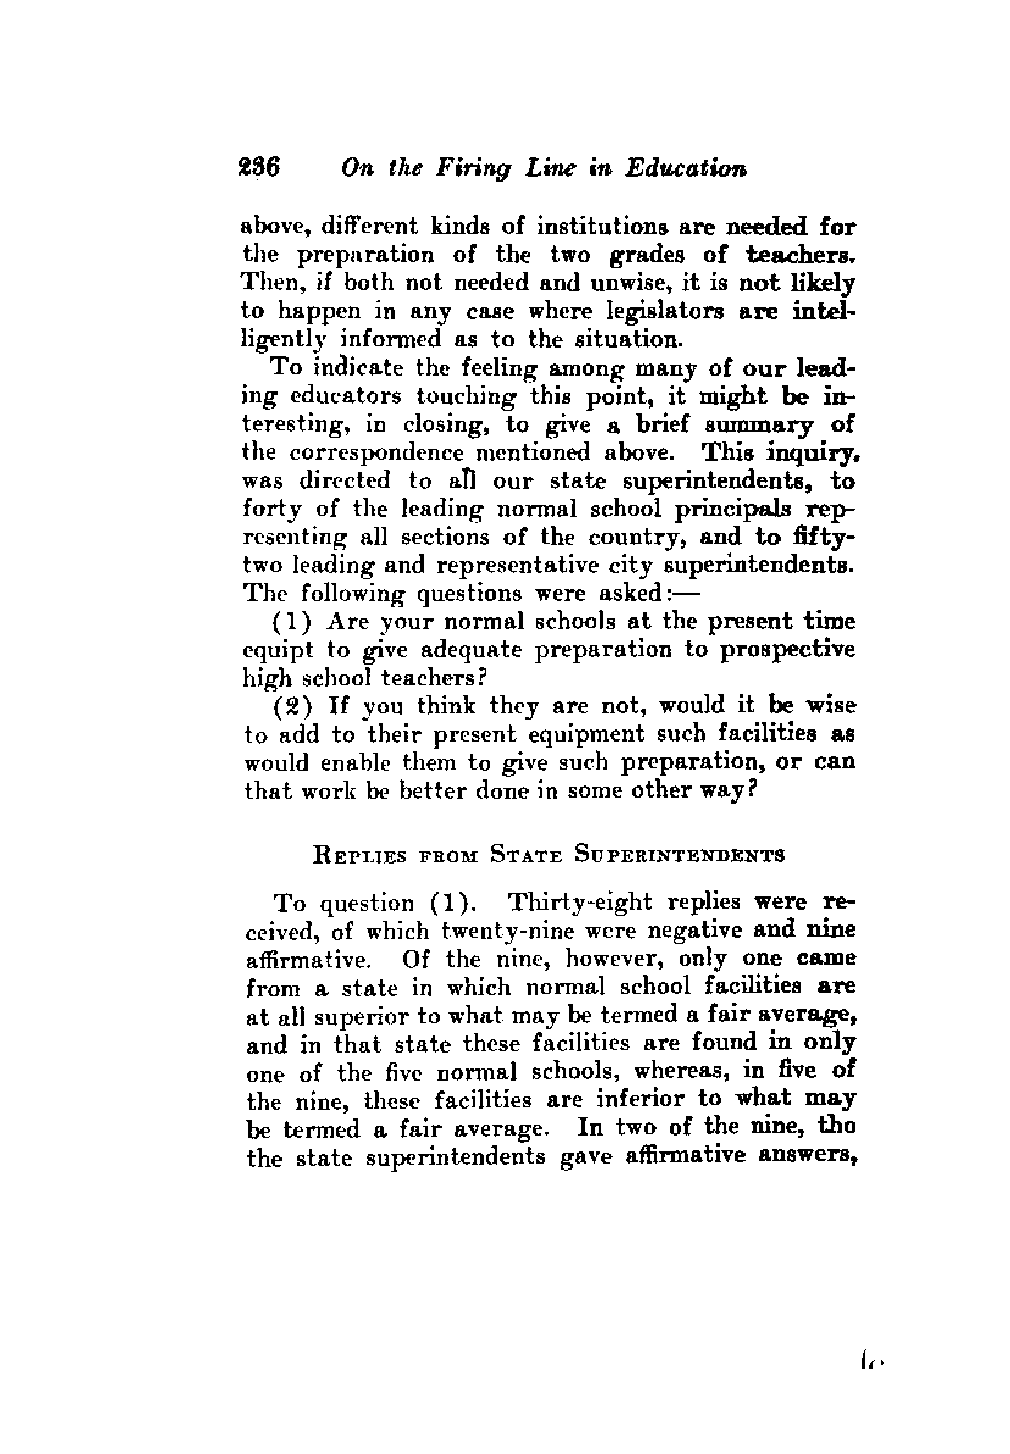 236 On the Firing Line in Education
above, different kinds of institutions are needed for
the preparation of the two grades of teachers.
Then, if both not needed and unwise, it is not likely
to happen in any case where legislators are intel-
ligently informed as to the situation.
To indicate the feeling among many of our lead-
ing educators touching this point, it might be in-
teresting, in closing, to give a brief summary of
the correspondence mentioned above. This inquiry,
was directed to all our state superintendents, to
forty of the leading normal school principals rep-
resenting all sections of the country, and to fifty-
two leading and representative city superintendents.
The following questions were asked:—
(1) Are your normal schools at the present time
equipt to give adequate preparation to prospective
high school teachers?
(2) If you think they are not, would it be wise
to add to their present equipment such facilities as
would enable them to give such preparation, or can
that work be better done in some other way?
REPLIES FROM STATE SUPERINTENDENTS
To question (1). Thirty-eight replies were re-
ceived, of which twenty-nine were negative and nine
affirmative. Of the nine, however, only one came
from a state in which normal school facilities are
at all superior to what may be termed a fair average,
and in that state these facilities are found in only
one of the five normal schools, whereas, in five of
the nine, these facilities are inferior to what may
be termed a fair average. In two of the nine, tho
the state superintendents gave affirmative answers,